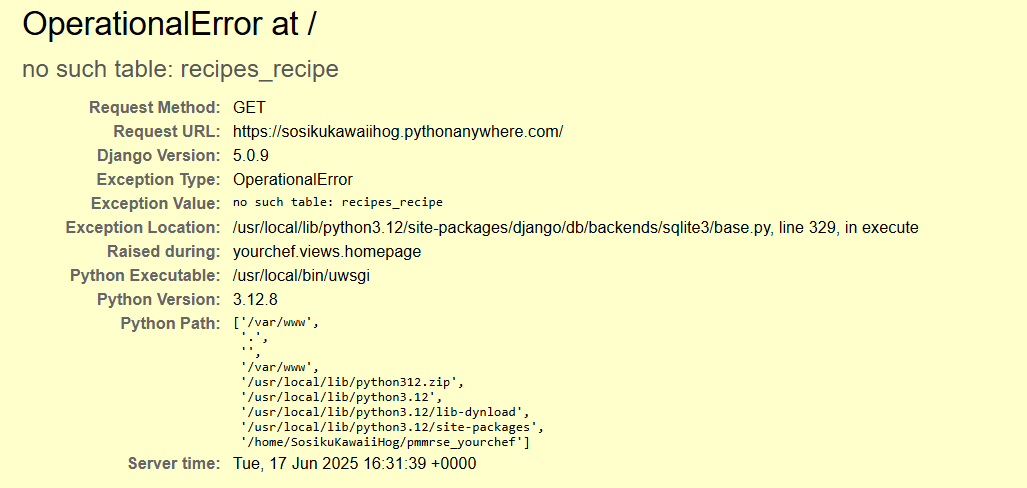 OperationalError at /
no such table: recipes_recipe
Request Method: GET
Request URL: https://sosikukawaiihog.pythonanywhere.com/
Django Version: 5.0.9
Exception Type: OperationalError
Exception Value: no such table: recipes_recipe
Exception Location: /usr/local/lib/python3.12/site-packages/django/db/backends/sqlite3/base.py, line 329, in execute
Raised during: yourchef.views.homepage
Python Executable: /usr/local/bin/uwsgi
Python Version: 3.12.8
Python Path: ['/var/www',
'.',
'',
'/var/www',
'/usr/local/lib/python312.zip',
'/usr/local/lib/python3.12',
'/usr/local/lib/python3.12/lib-dynload',
'/usr/local/lib/python3.12/site-packages',
'/home/SosikuKawaiiHog/pmmrse_yourchef']
Server time: Tue, 17 Jun 2025 16:31:39 +0000